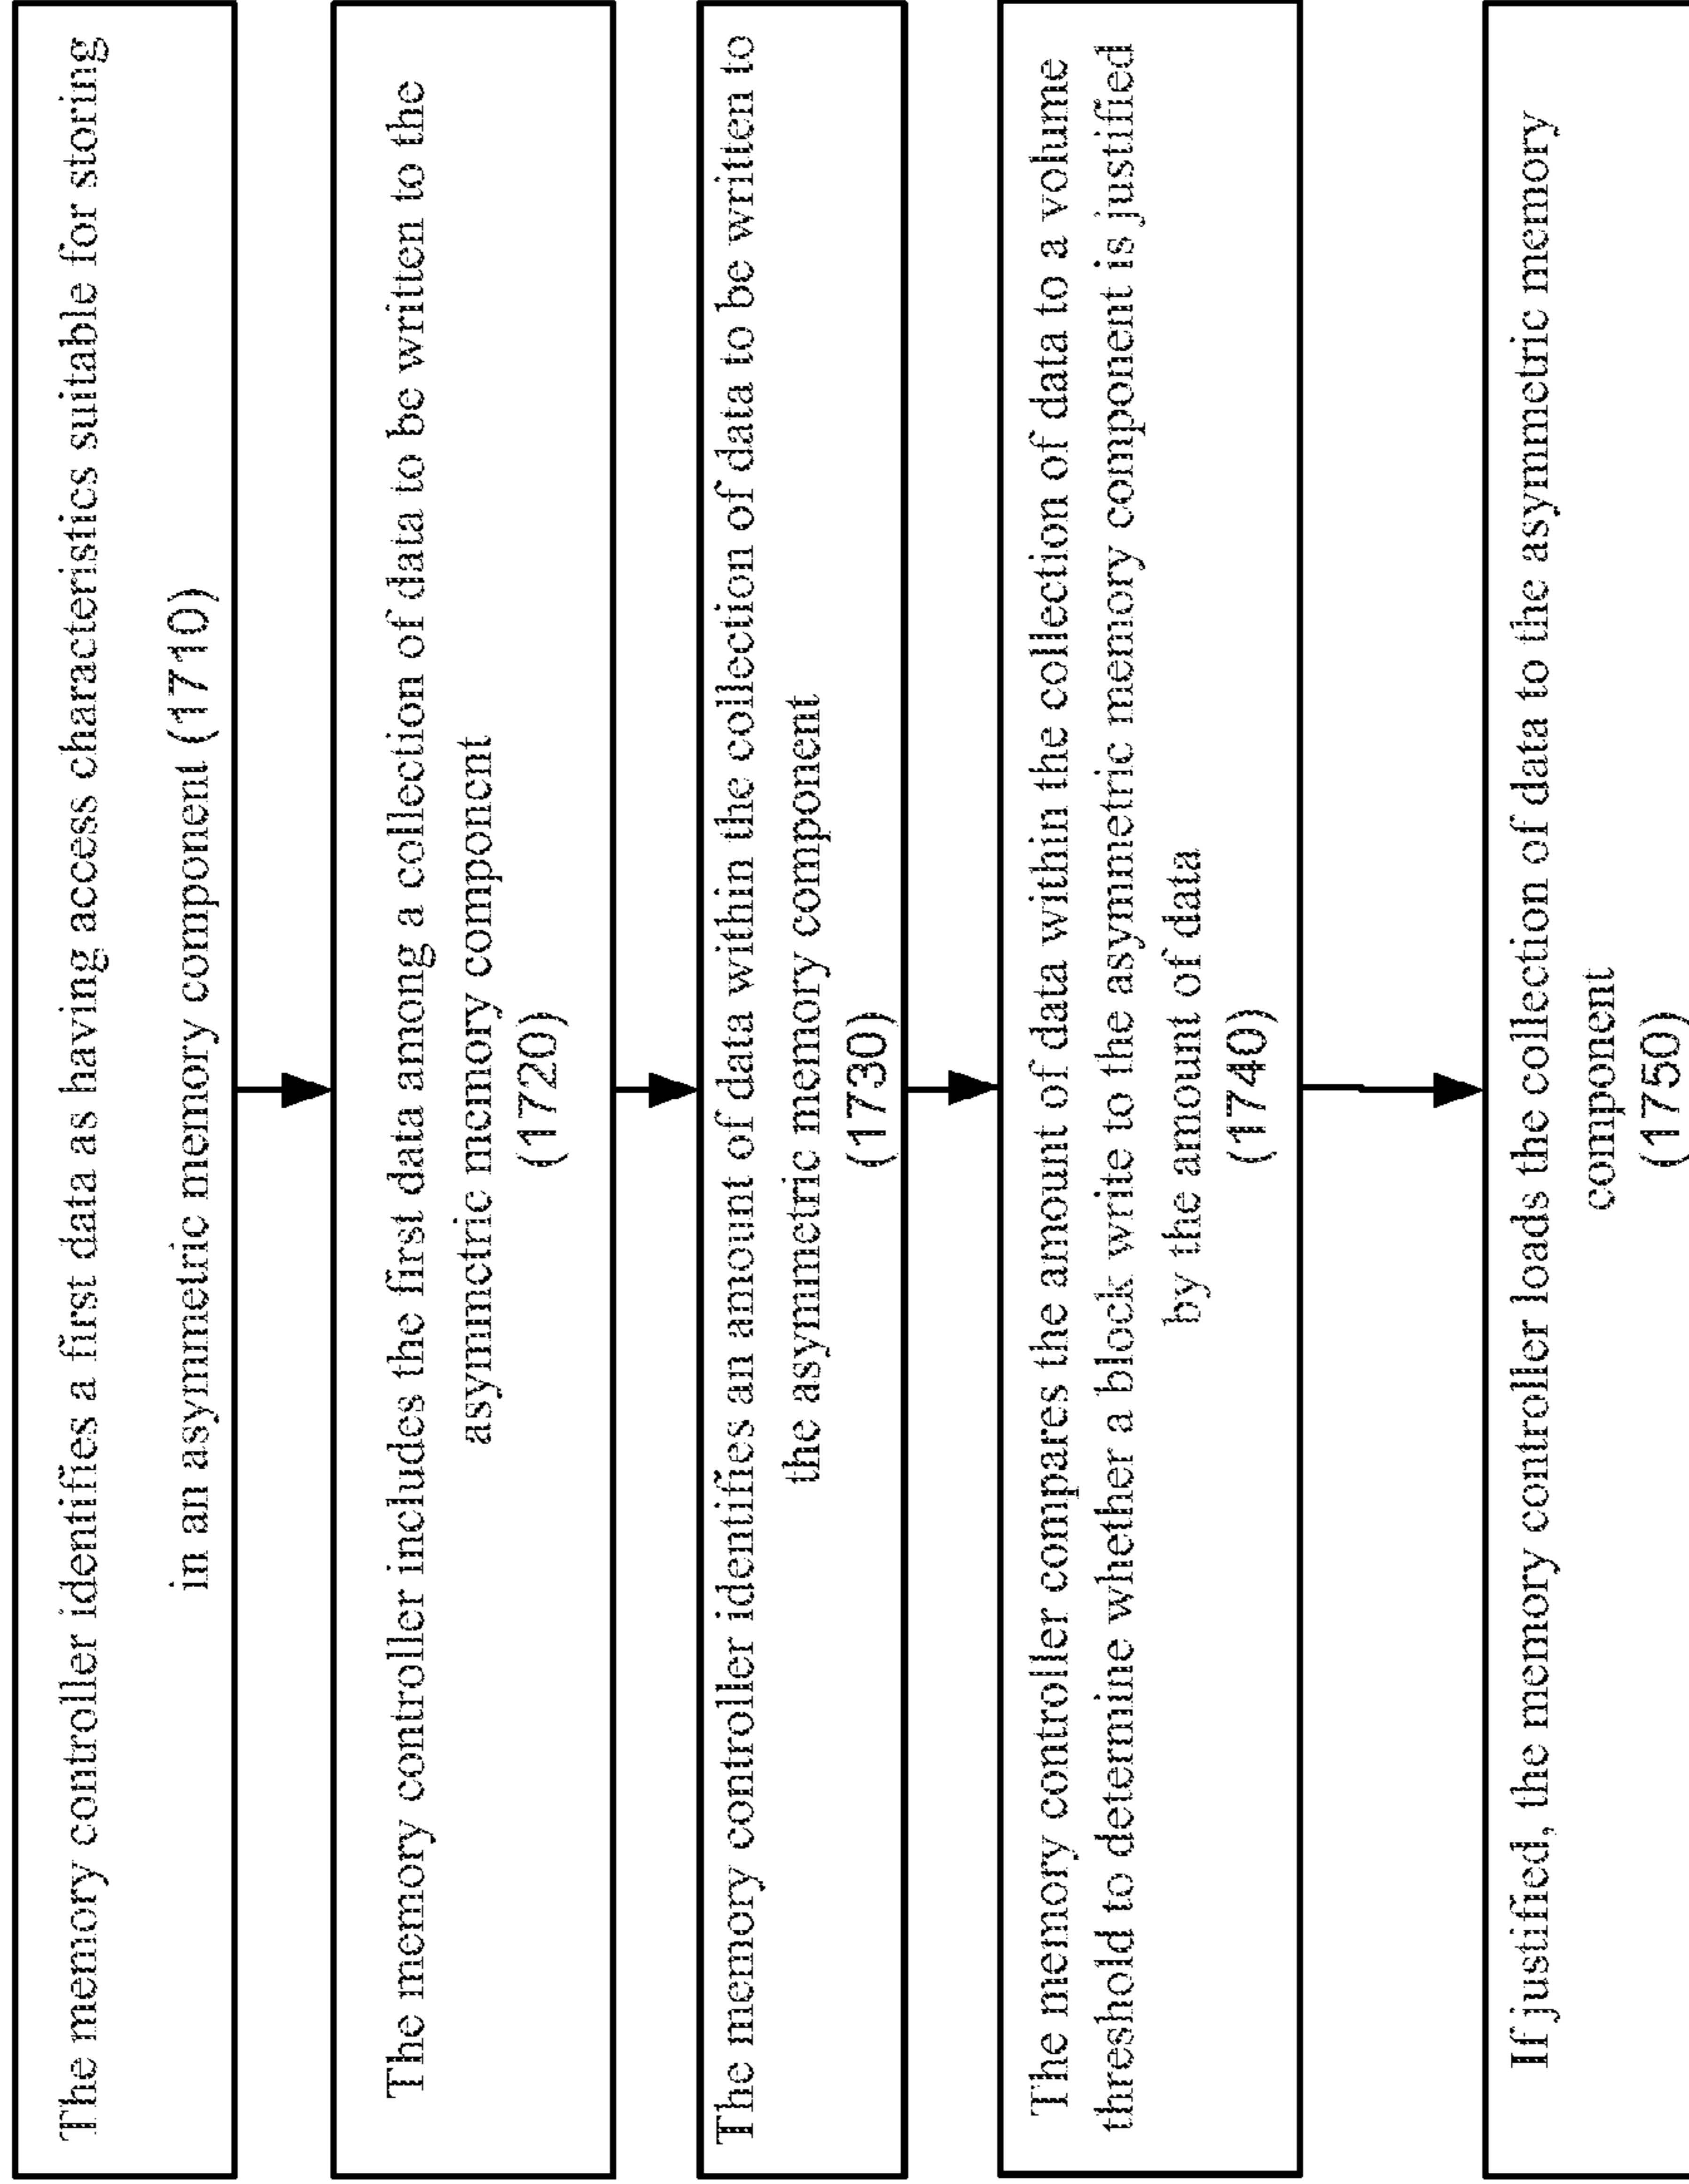 The memory controller identifies a first data as having access characteristics suitable for storing
in an asymmetric memory component (1710)
The memory controller includes the first data among a collection of data to be written to the
asymmetric memory component
(1720)
The memory controller identifies an amount of data within the collection of data to be written to
the asymmetric memory component
(1730)
The memory controller compares the amount of data within the collection of data to a volume
threshold to determine whether a block write to the asymmetric memory component is justified
by the amount of data
(1740)
If justified, the memory controller loads the collection of data to the asymmetric memory
component
(1750)